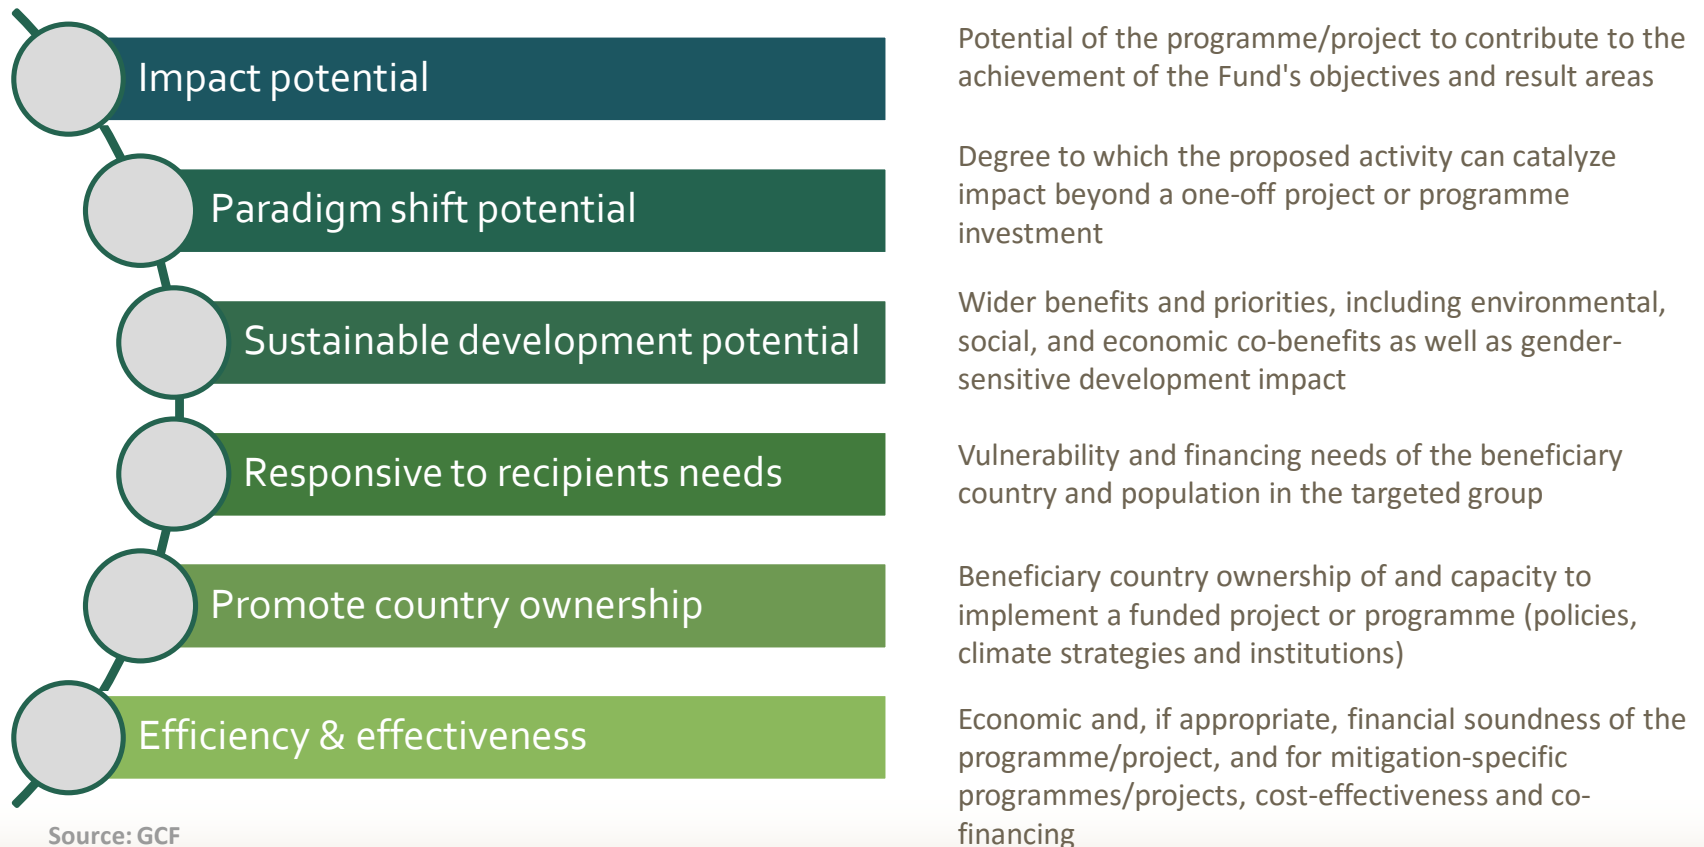 Impact potential
Potential of the programme/project to contribute to the
achievement of the Fund's objectives and result areas
Paradigm shift potential
Degree to which the proposed activity can catalyze
impact beyond a one-off project or programme
investment
Sustainable development potential
Wider benefits and priorities, including environmental,
social, and economic co-benefits as well as gender-
sensitive development impact
Responsive to recipients needs
Vulnerability and financing needs of the beneficiary
country and population in the targeted group
Promote country ownership
Beneficiary country ownership of and capacity to
implement a funded project or programme (policies,
climate strategies and institutions)
Efficiency & effectiveness
Economic and, if appropriate, financial soundness of the
programme/project, and for mitigation-specific
programmes/projects, cost-effectiveness and co-
financing
Source: GCF